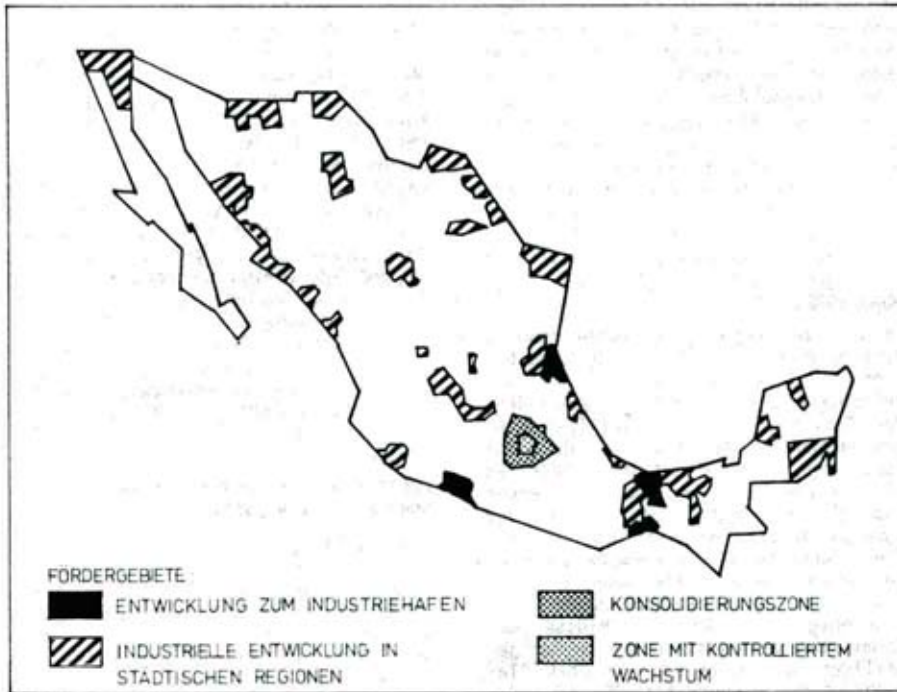 FÖRDERGEBIETE:
ENTWICKLUNG ZUM INDUSTRIEHAFEN
INDUSTRIELLE ENTWICKLUNG IN
STÄDTISCHEN REGIONEN
KONSOLIDIERUNGSZONE
ZONE MIT KONTROLLIERTEM
WACHSTUM